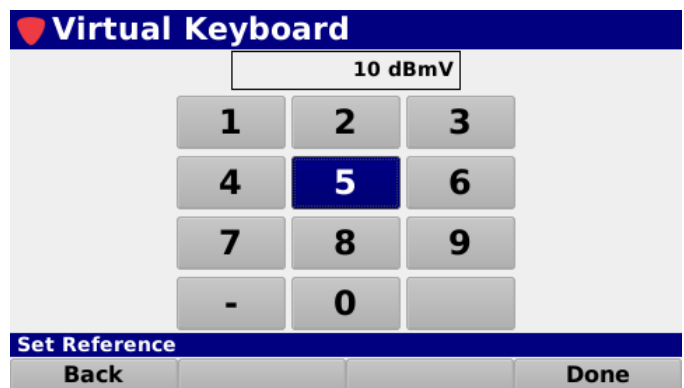 Virtual Keyboard
10 dBmV
1 2 3
4 5 6
7 8 9
- 0
Set Reference
Back Done